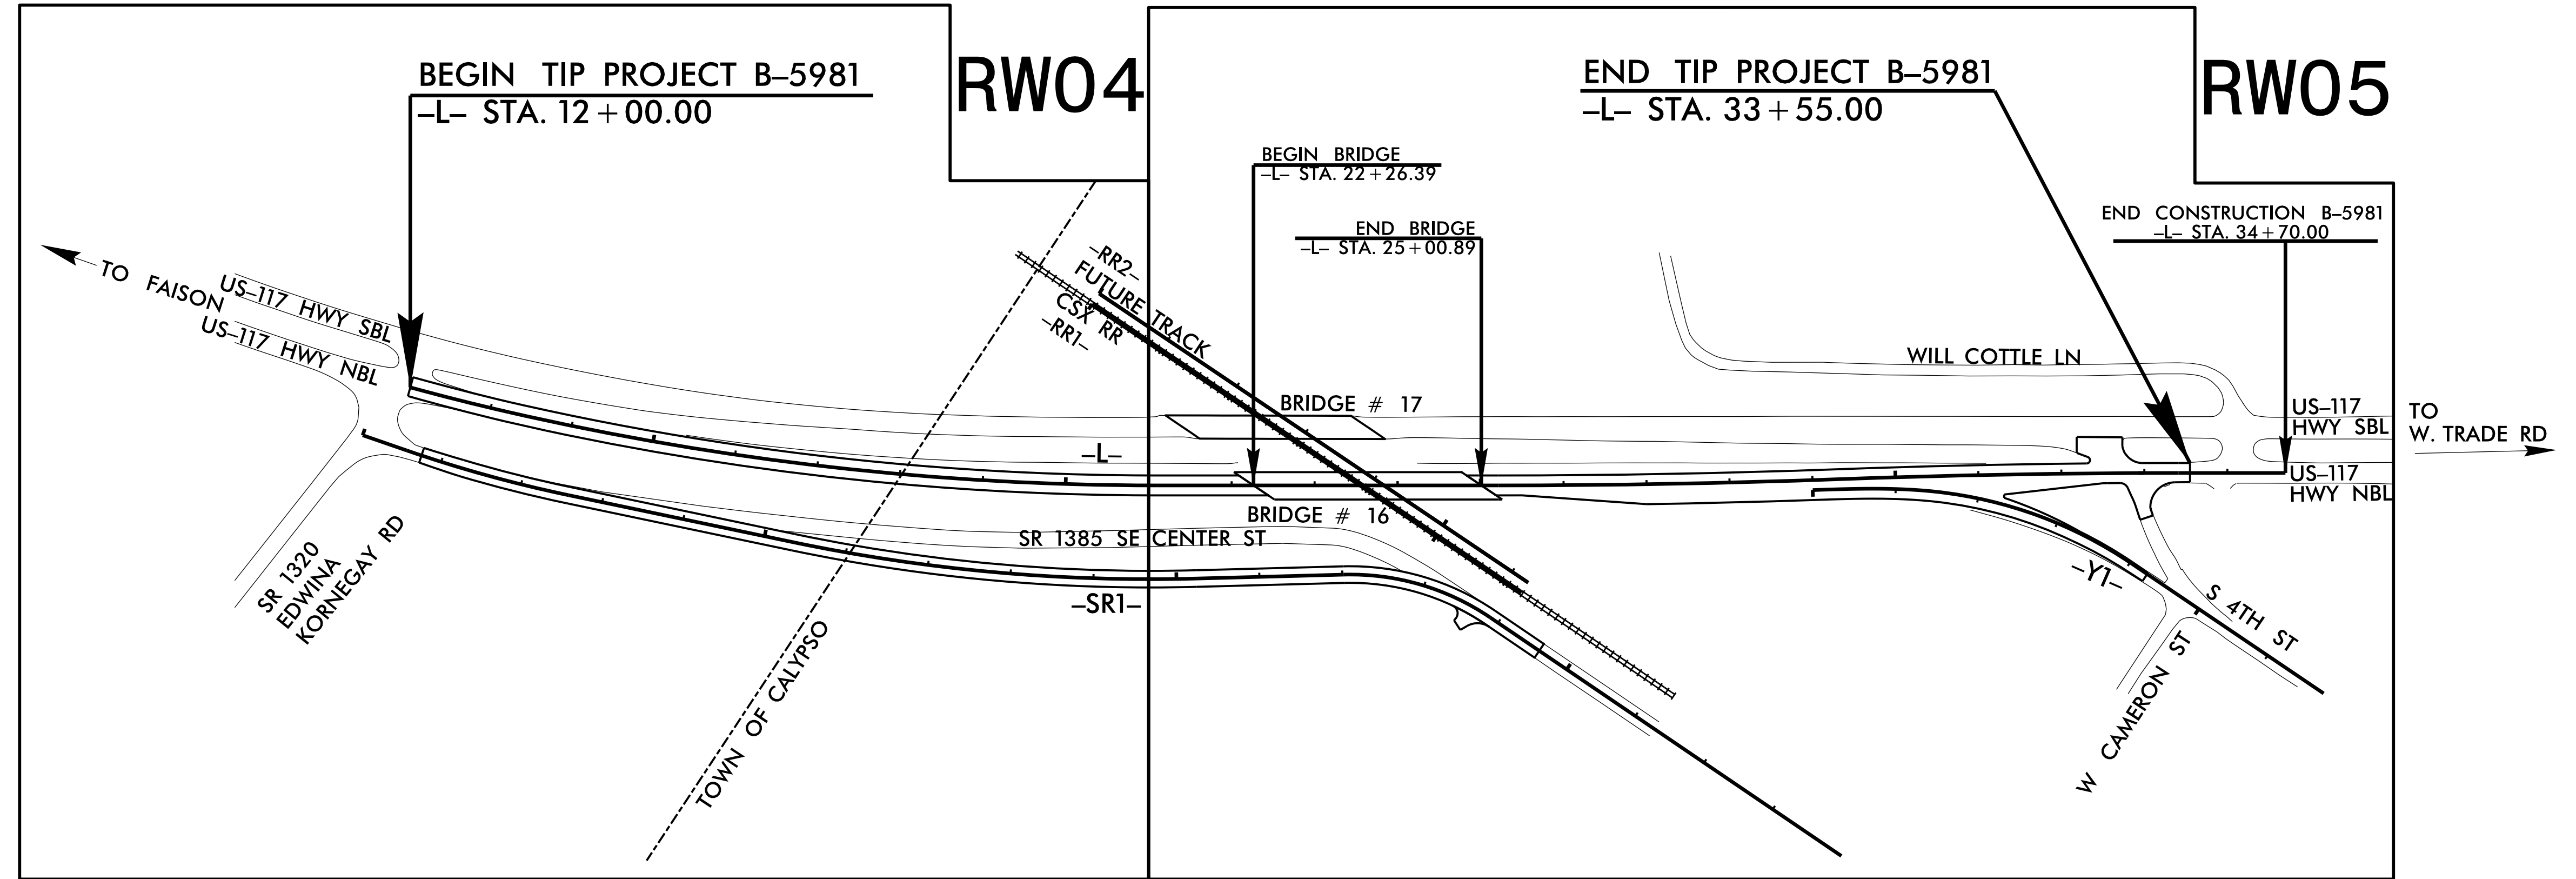 BEGIN TIP PROJECT B–5981
–L– STA. 12+00.00
RW04
END TIP PROJECT B–5981
–L– STA. 33+55.00
RW05
BEGIN BRIDGE
–L– STA. 22+26.39
END BRIDGE
–L– STA. 25+00.89
END CONSTRUCTION B–5981
–L– STA. 34+70.00
TO FAISON
US–117 HWY SBL
US–117 HWY NBL
–RR2–
FUTURE TRACK
CSX RR
–RR1–
WILL COTTLE LN
BRIDGE # 17
US–117
HWY SBL
TO
W. TRADE RD
–L–
US–117
HWY NBL
BRIDGE # 16
SR 1385 SE CENTER ST
SR 1320
EDWINA
KORNEGAY RD
–SR1–
–Y1–
S 4TH ST
TOWN OF CALYPSO
W CAMERON ST